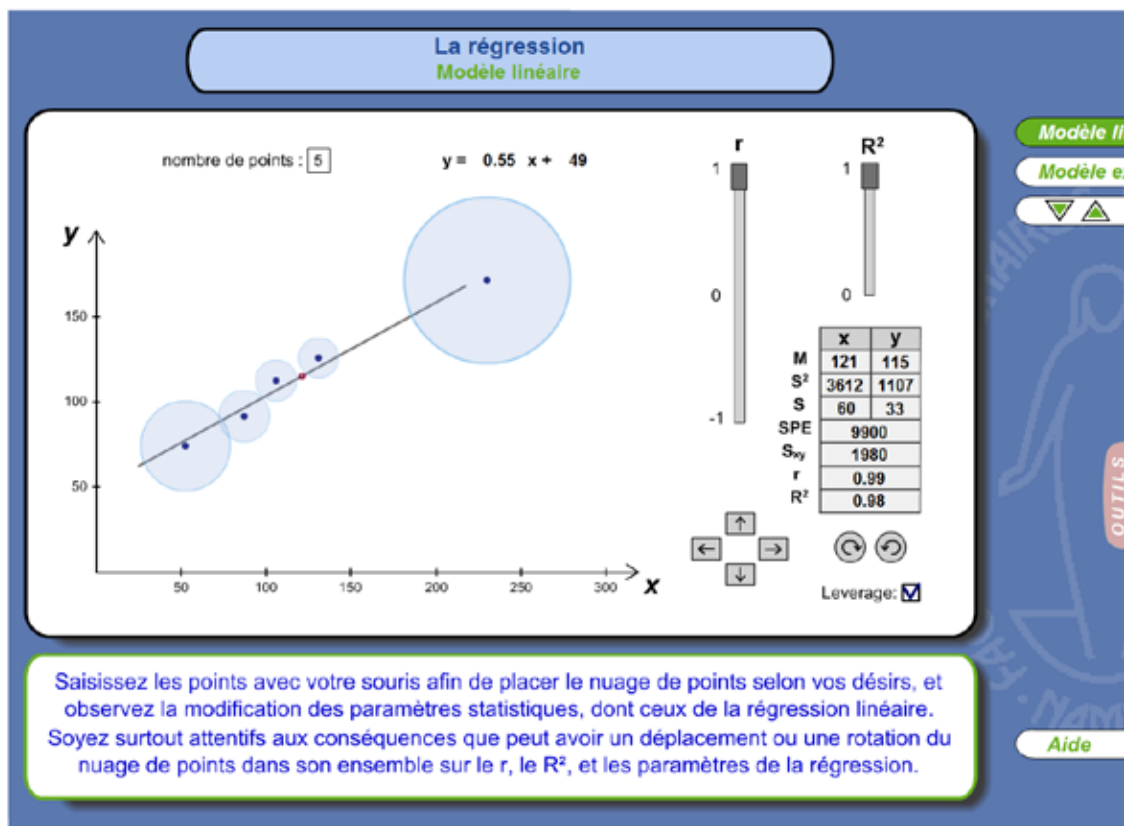 La régression
Modèle linéaire
nombre de points : 5
y = 0.55 x + 49
r
R²
1
0
-1
1
0
y
150
100
50
50
100
150
200
250
300
x
x y
M 121 115
S² 3612 1107
S 60 33
SPE 9900
Sxy 1980
r 0.99
R² 0.98
Leverage:
Modèle
Modèle
OUTILS
Aide
Saisissez les points avec votre souris afin de placer le nuage de points selon vos désirs, et
observez la modification des paramètres statistiques, dont ceux de la régression linéaire.
Soyez surtout attentifs aux conséquences que peut avoir un déplacement ou une rotation du
nuage de points dans son ensemble sur le r, le R², et les paramètres de la régression.